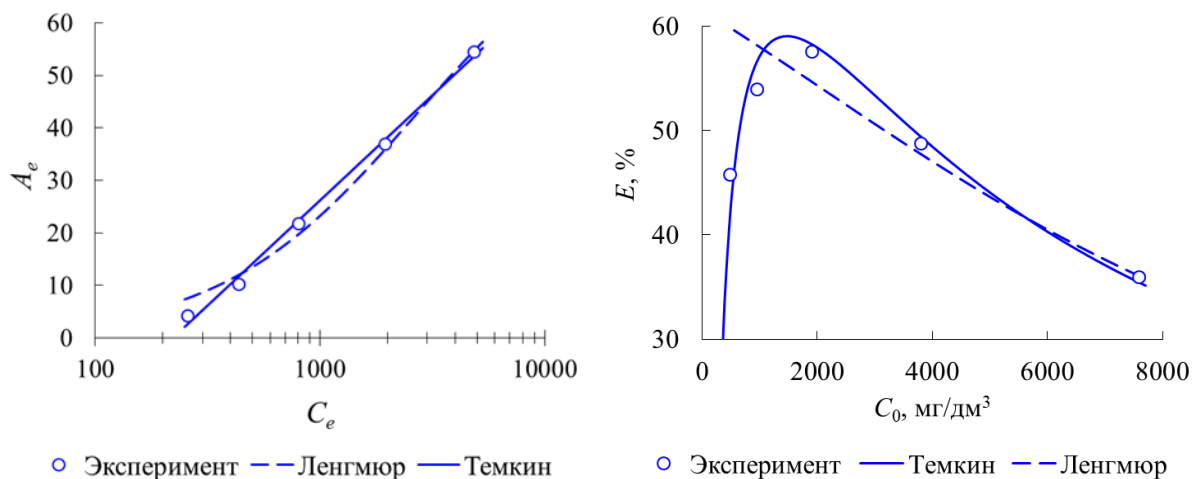 60
50
40
30
20
10
0
A_e
100
1000
10000
C_e
Эксперимент
Ленгмюр
Темкин
60
50
40
30
E, %
0
2000
4000
6000
8000
C₀, мг/дм³
Эксперимент
Темкин
Ленгмюр